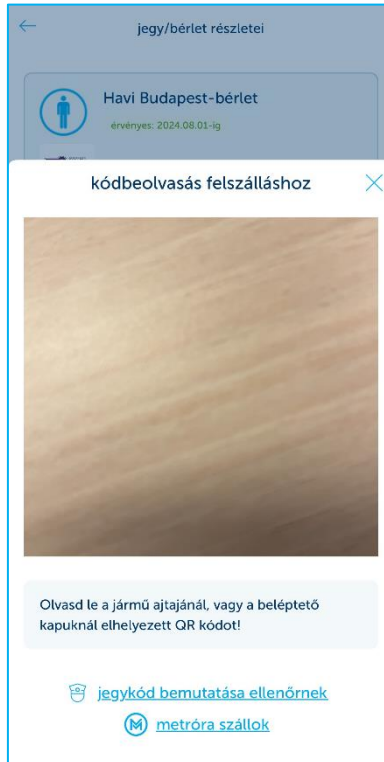 jegy/bérlet részletei
Havi Budapest-bérlet
érvényes: 2024.08.01-ig
kódbeolvasás felszálláshoz
Olvasd le a jármű ajtajánál, vagy a beléptető
kapuknál elhelyezett QR kódot!
jegykód bemutatása ellenőrnek
metróra szállok